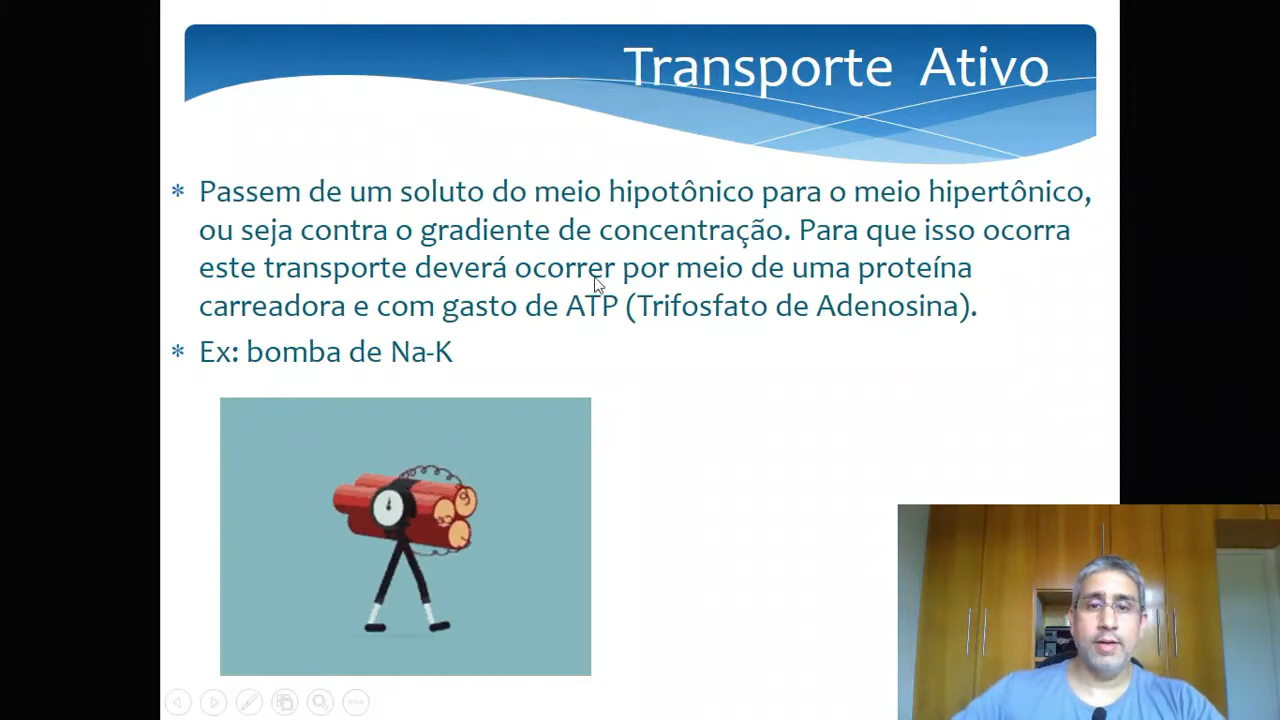 Transporte Ativo
* Passem de um soluto do meio hipotônico para o meio hipertônico,
ou seja contra o gradiente de concentração. Para que isso ocorra
este transporte deverá ocorrer por meio de uma proteína
carreadora e com gasto de ATP (Trifosfato de Adenosina).
* Ex: bomba de Na-K